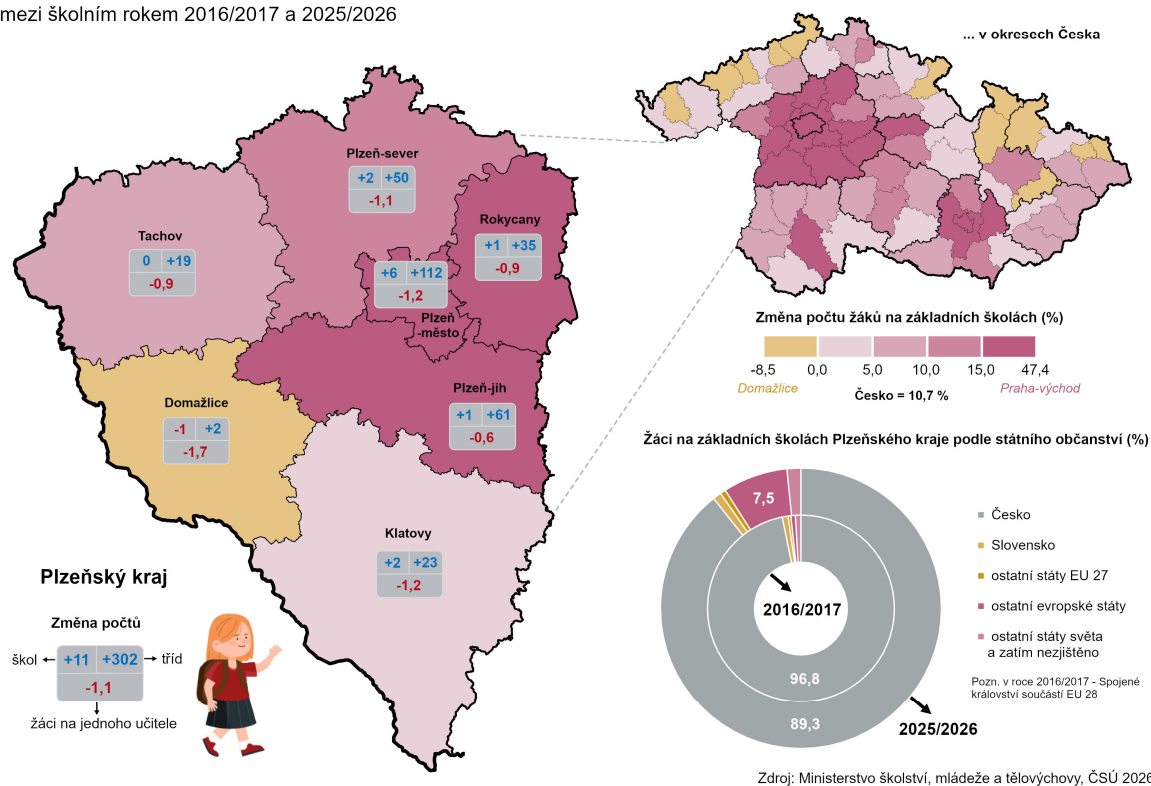 mezi školním rokem 2016/2017 a 2025/2026
... v okresech Česka
Plzeň-sever
+2 +50
-1,1
Rokycany
+1 +35
-0,9
Tachov
0 +19
-0,9
+6 +112
-1,2
Plzeň
-město
Plzeň-jih
+1 +61
-0,6
Domažlice
-1 +2
-1,7
Klatovy
+2 +23
-1,2
Plzeňský kraj
Změna počtů
škol +11 +302 tříd
-1,1
žáci na jednoho učitele
Změna počtu žáků na základních školách (%)
-8,5 0,0 5,0 10,0 15,0 47,4
Domažlice Praha-východ
Česko = 10,7 %
Žáci na základních školách Plzeňského kraje podle státního občanství (%)
7,5
2016/2017
96,8
89,3
2025/2026
Česko
Slovensko
ostatní státy EU 27
ostatní evropské státy
ostatní státy světa
a zatím nezjištěno
Pozn. v roce 2016/2017 - Spojené
království součástí EU 28
Zdroj: Ministerstvo školství, mládeže a tělovýchovy, ČSÚ 2026